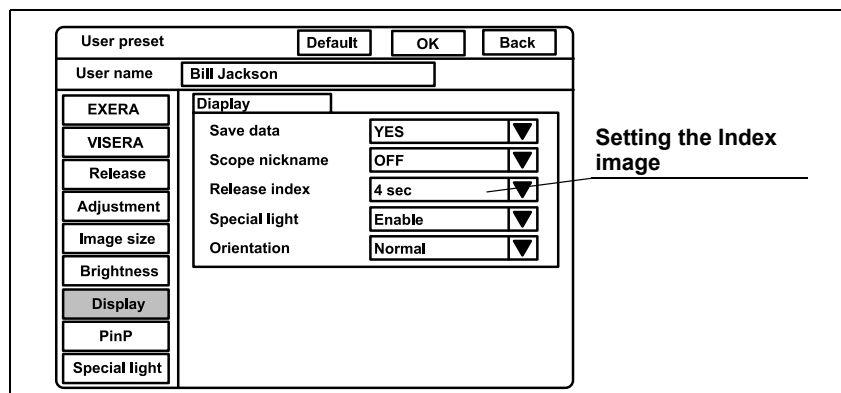 User preset Default OK Back
User name Bill Jackson
EXERA
VISERA
Release
Adjustment
Image size
Brightness
Display
PinP
Special light
Diaplay
Save data YES
Scope nickname OFF
Release index 4 sec
Special light Enable
Orientation Normal
Setting the Index
image